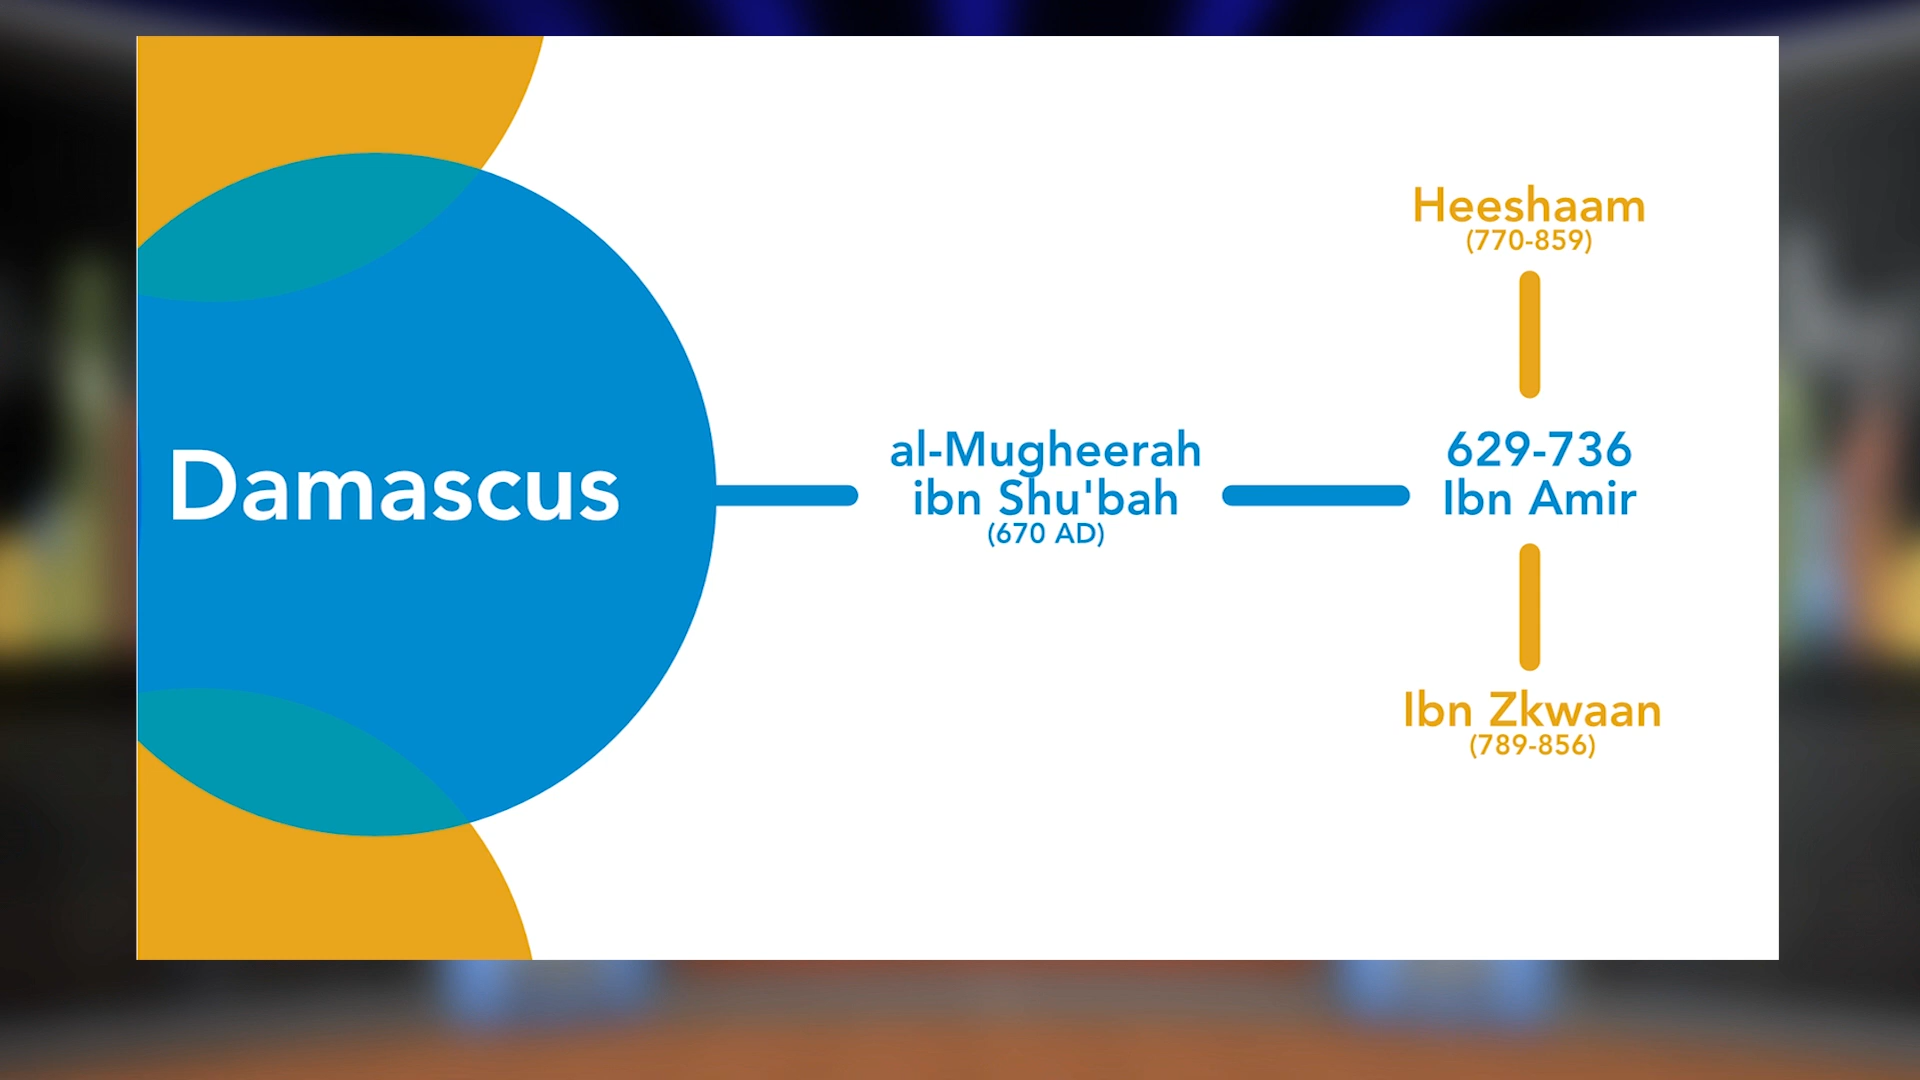 Damascus
al-Mugheerah
ibn Shu'bah
(670 AD)
Heeshaam
(770-859)
629-736
Ibn Amir
Ibn Zkwaan
(789-856)